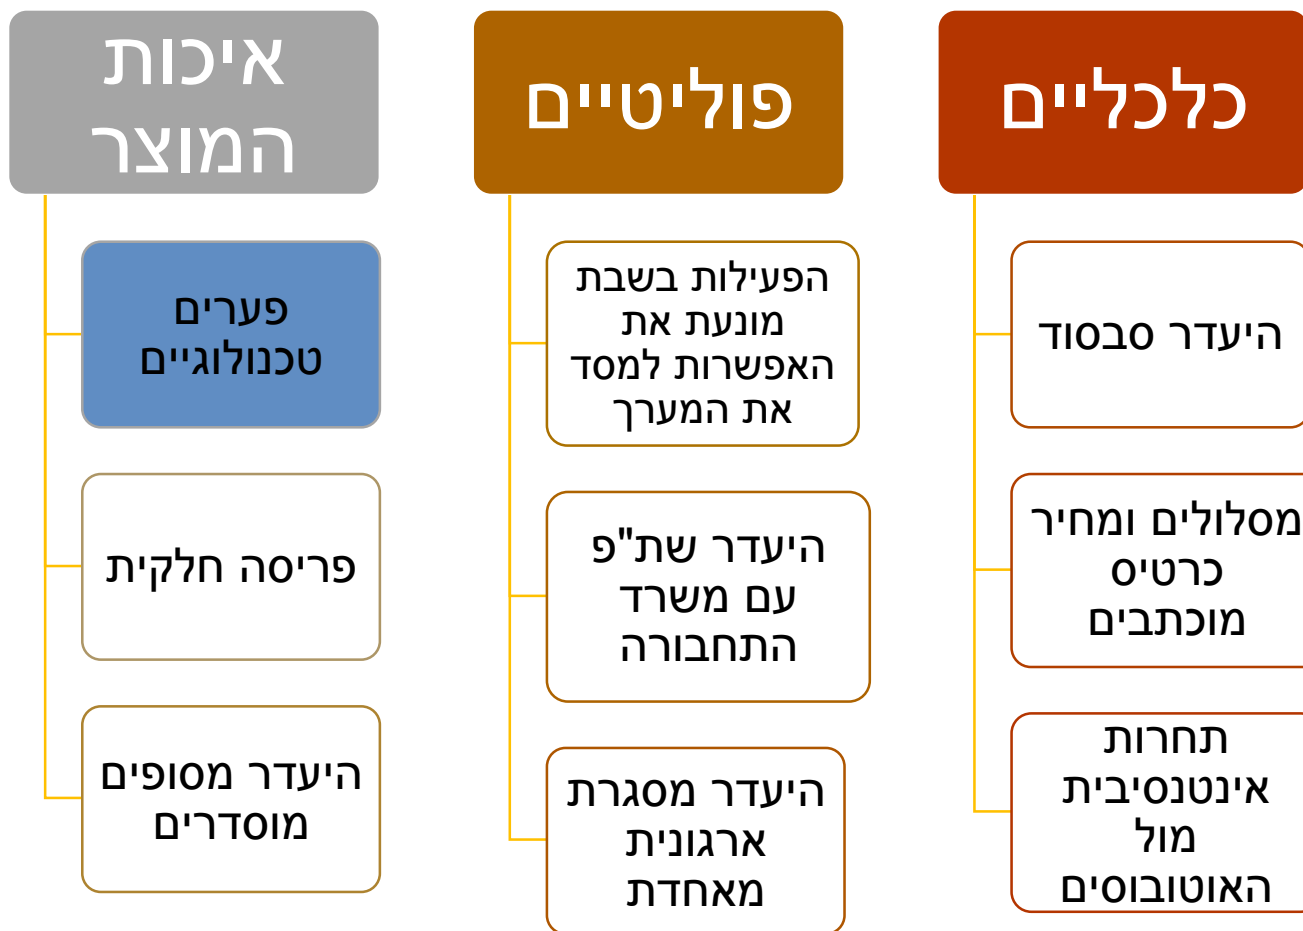 כלכליים
היעדר סבסוד
מסלולים ומחיר
כרטיס
מוכתבים
תחרות
אינטנסיבית
מול
האוטובוסים
פוליטיים
הפעילות בשבת
מונעת את
האפשרות למסד
את המערך
היעדר שת"פ
עם משרד
התחבורה
היעדר מסגרת
ארגונית
מאחדת
איכות
המוצר
פערים
טכנולוגיים
פריסה חלקית
היעדר מסופים
מוסדרים